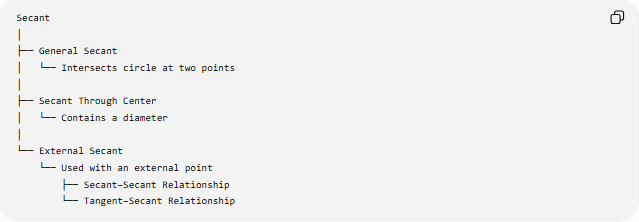 Secant
│
├── General Secant
│   └── Intersects circle at two points
│
├── Secant Through Center
│   └── Contains a diameter
│
└── External Secant
    └── Used with an external point
        ├── Secant–Secant Relationship
        └── Tangent–Secant Relationship